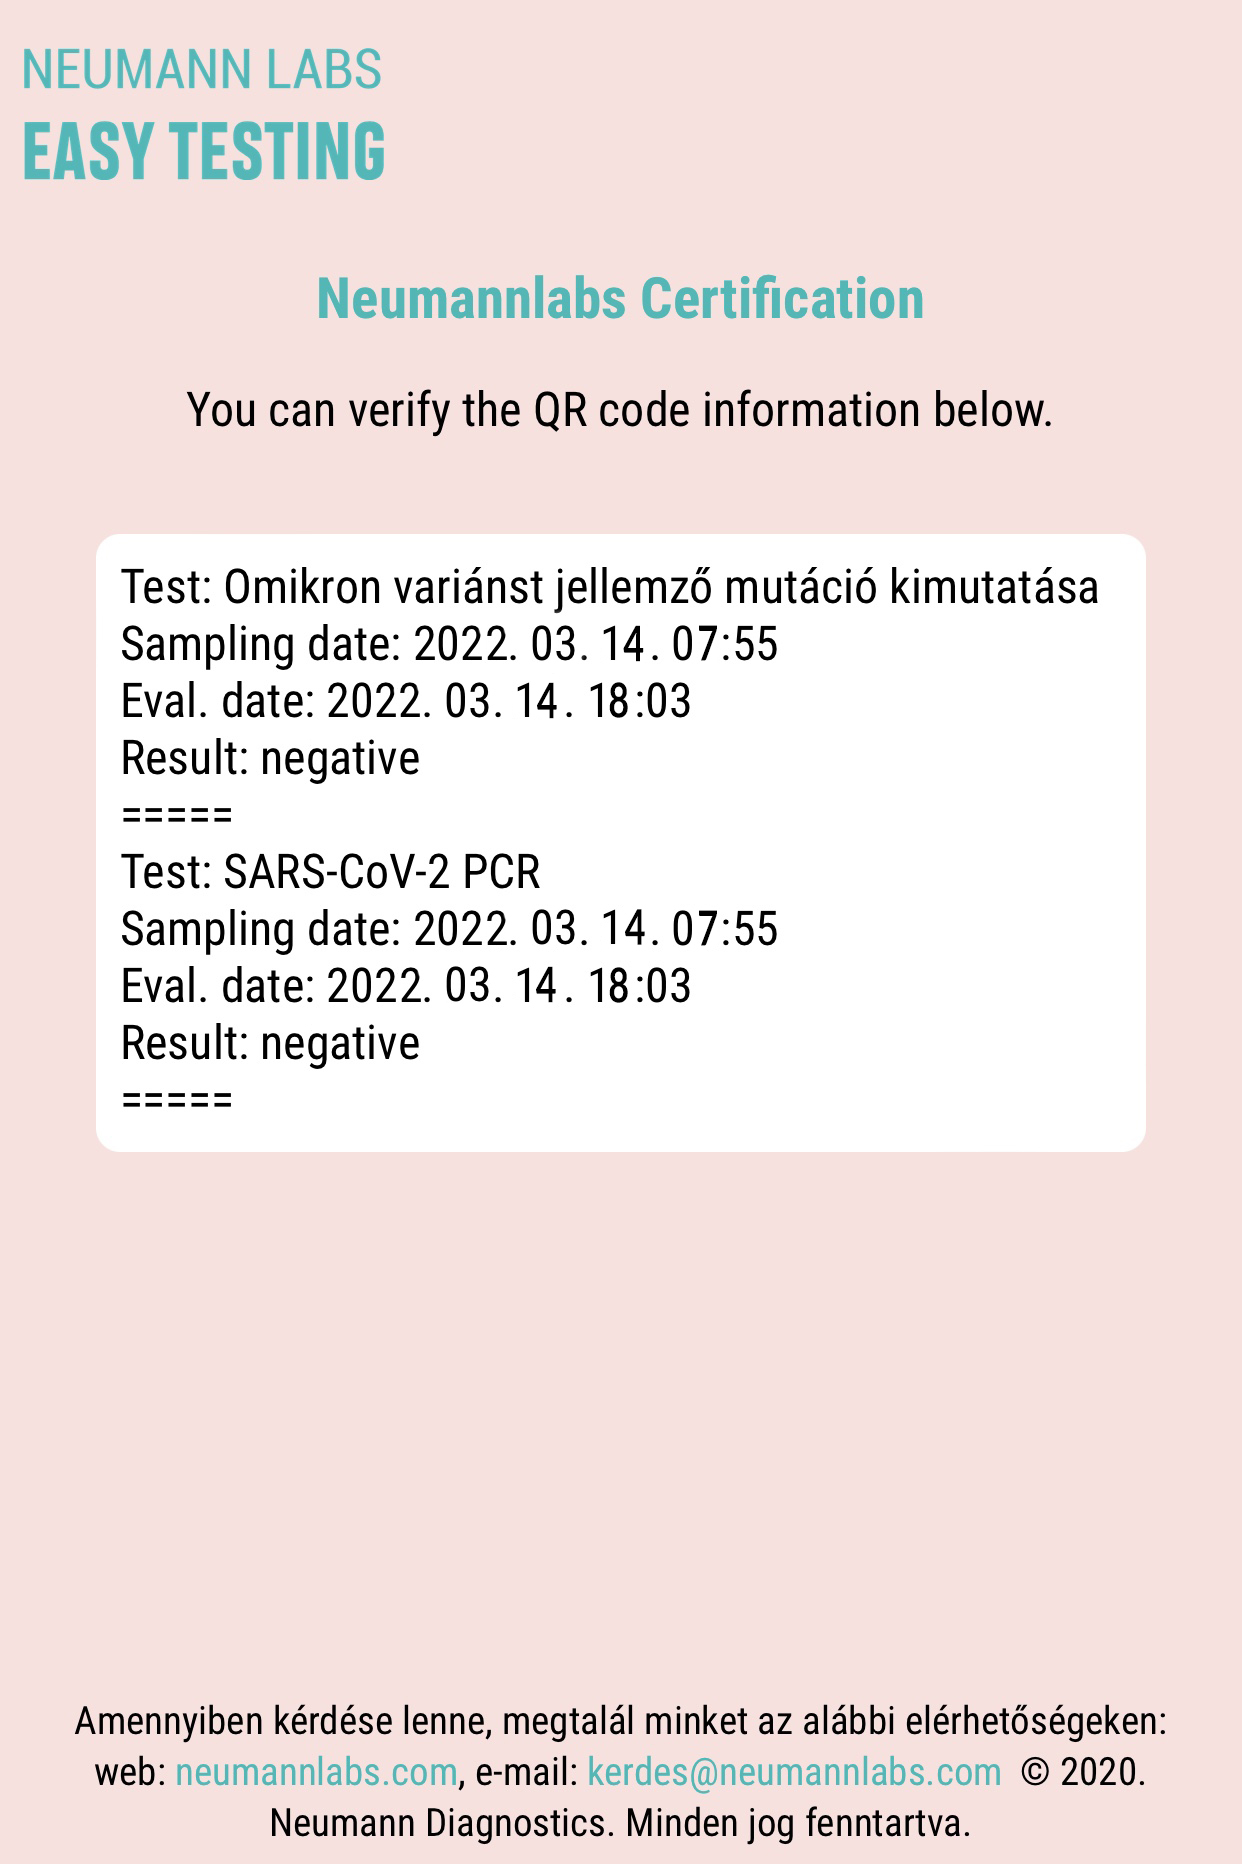 NEUMANN LABS
EASY TESTING
Neumannlabs Certification
You can verify the QR code information below.
Test: Omikron variánst jellemző mutáció kimutatása
Sampling date: 2022. 03. 14. 07:55
Eval. date: 2022. 03. 14. 18:03
Result: negative
=====
Test: SARS-CoV-2 PCR
Sampling date: 2022. 03. 14. 07:55
Eval. date: 2022. 03. 14. 18:03
Result: negative
=====
Amennyiben kérdése lenne, megtalál minket az alábbi elérhetőségeken:
web: neumannlabs.com, e-mail: kerdes@neumannlabs.com © 2020.
Neumann Diagnostics. Minden jog fenntartva.